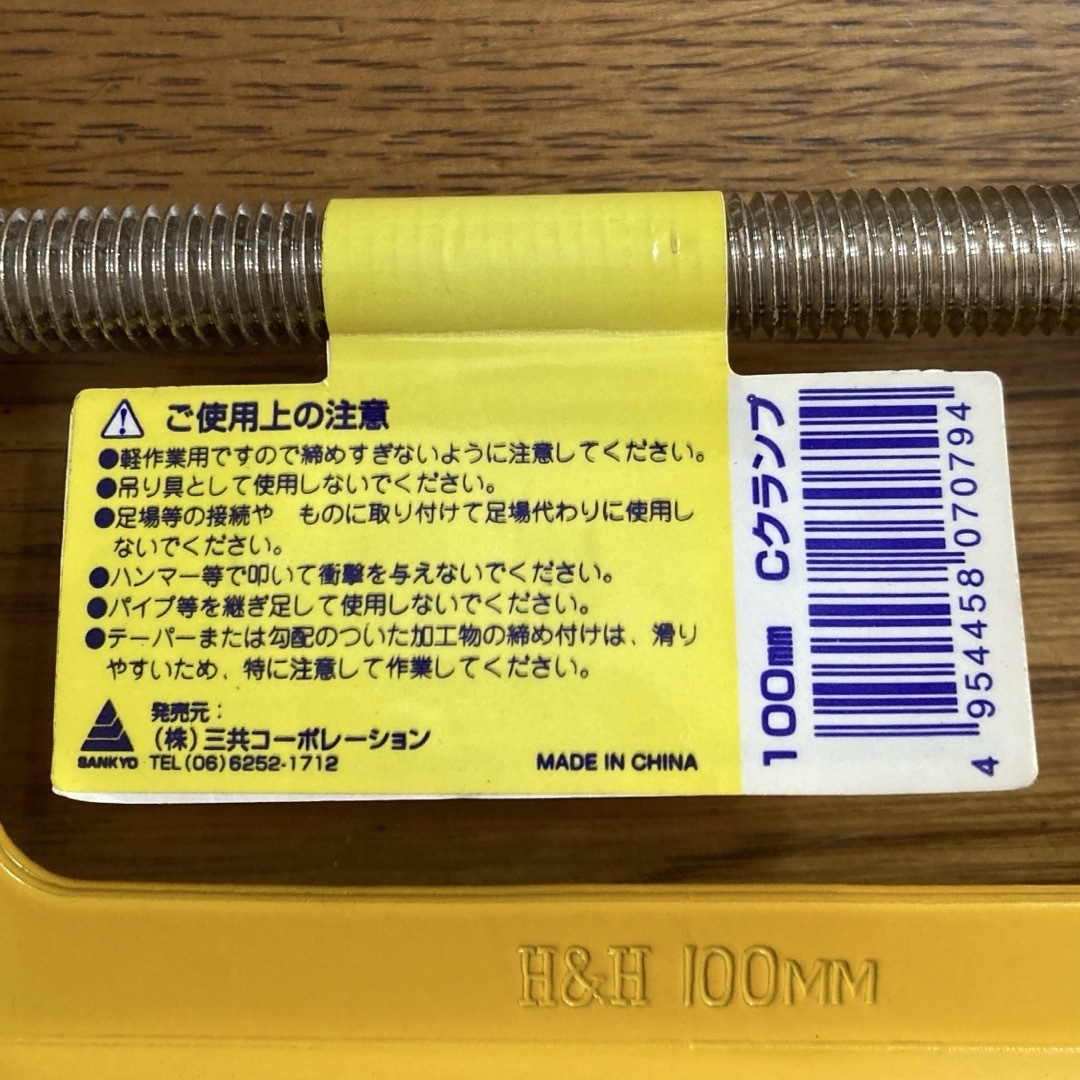 ご使用上の注意
●軽作業用ですので締めすぎないように注意してください。
●吊り具として使用しないでください。
●足場等の接続や　ものに取り付けて足場代わりに使用し
ないでください。
●ハンマー等で叩いて衝撃を与えないでください。
●パイプ等を継ぎ足して使用しないでください。
●テーパーまたは勾配のついた加工物の締め付けは、滑り
やすいため、特に注意して作業してください。
発売元：
（株）三共コーポレーション
SANKYO TEL(06)6252-1712
MADE IN CHINA
100mm Cクランプ
4 954458 070794
H&H 100MM